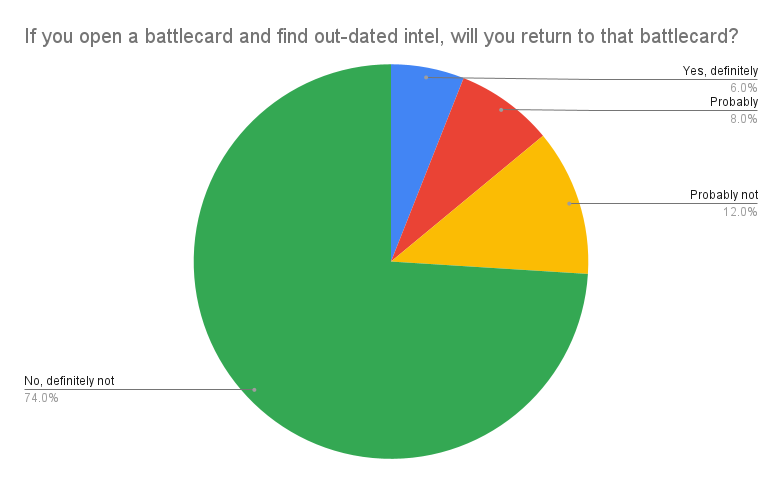 If you open a battlecard and find out-dated intel, will you return to that battlecard?
Yes, definitely
6.0%
Probably
8.0%
Probably not
12.0%
No, definitely not
74.0%